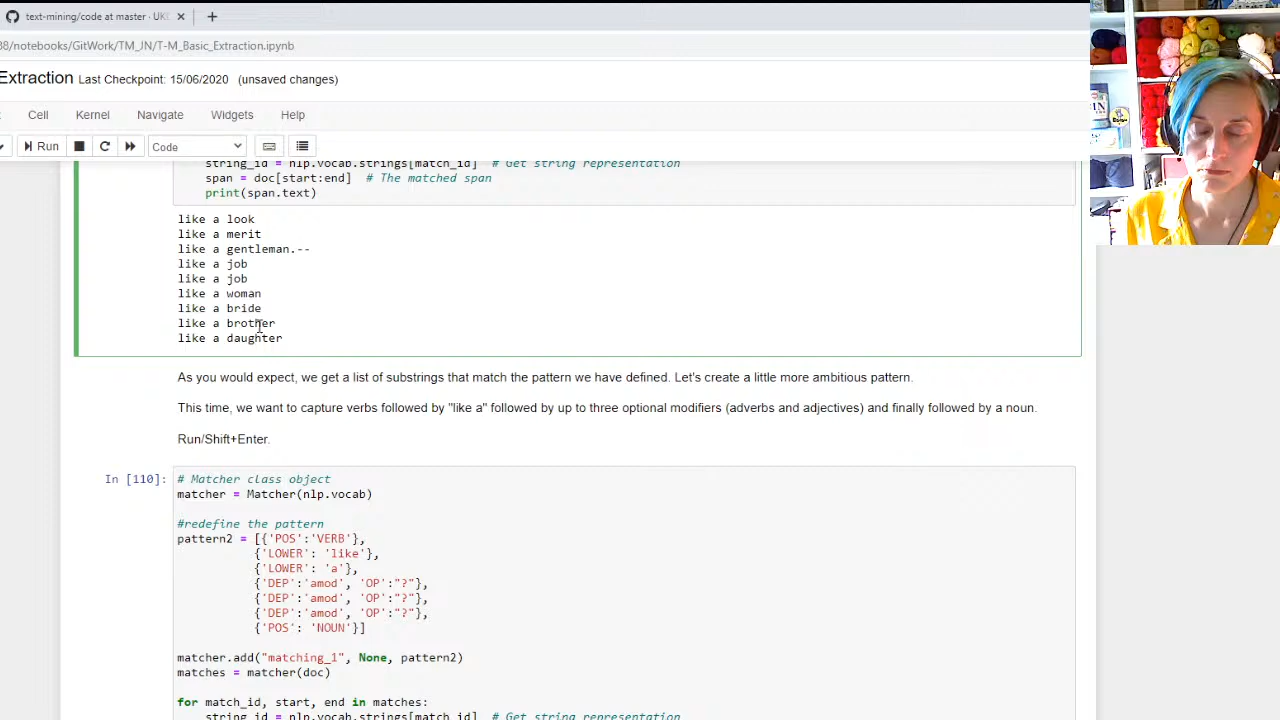 text-mining/code at master · UK
38/notebooks/GitWork/TM_JN/T-M_Basic_Extraction.ipynb
Extraction Last Checkpoint: 15/06/2020 (unsaved changes)
Cell Kernel Navigate Widgets Help
Run Code
string_id = nlp.vocab.strings[match_id] # Get string representation
span = doc[start:end] # The matched span
print(span.text)
like a look
like a merit
like a gentleman.--
like a job
like a job
like a woman
like a bride
like a brother
like a daughter
As you would expect, we get a list of substrings that match the pattern we have defined. Let's create a little more ambitious pattern.
This time, we want to capture verbs followed by "like a" followed by up to three optional modifiers (adverbs and adjectives) and finally followed by a noun.
Run/Shift+Enter.
In [110]: # Matcher class object
matcher = Matcher(nlp.vocab)
#redefine the pattern
pattern2 = [{'POS':'VERB'},
{'LOWER': 'like'},
{'LOWER': 'a'},
{'DEP':'amod', 'OP':"?"},
{'DEP':'amod', 'OP':"?"},
{'DEP':'amod', 'OP':"?"},
{'POS': 'NOUN'}]
matcher.add("matching_1", None, pattern2)
matches = matcher(doc)
for match_id, start, end in matches:
string_id = nlp.vocab.strings[match_id] # Get string representation